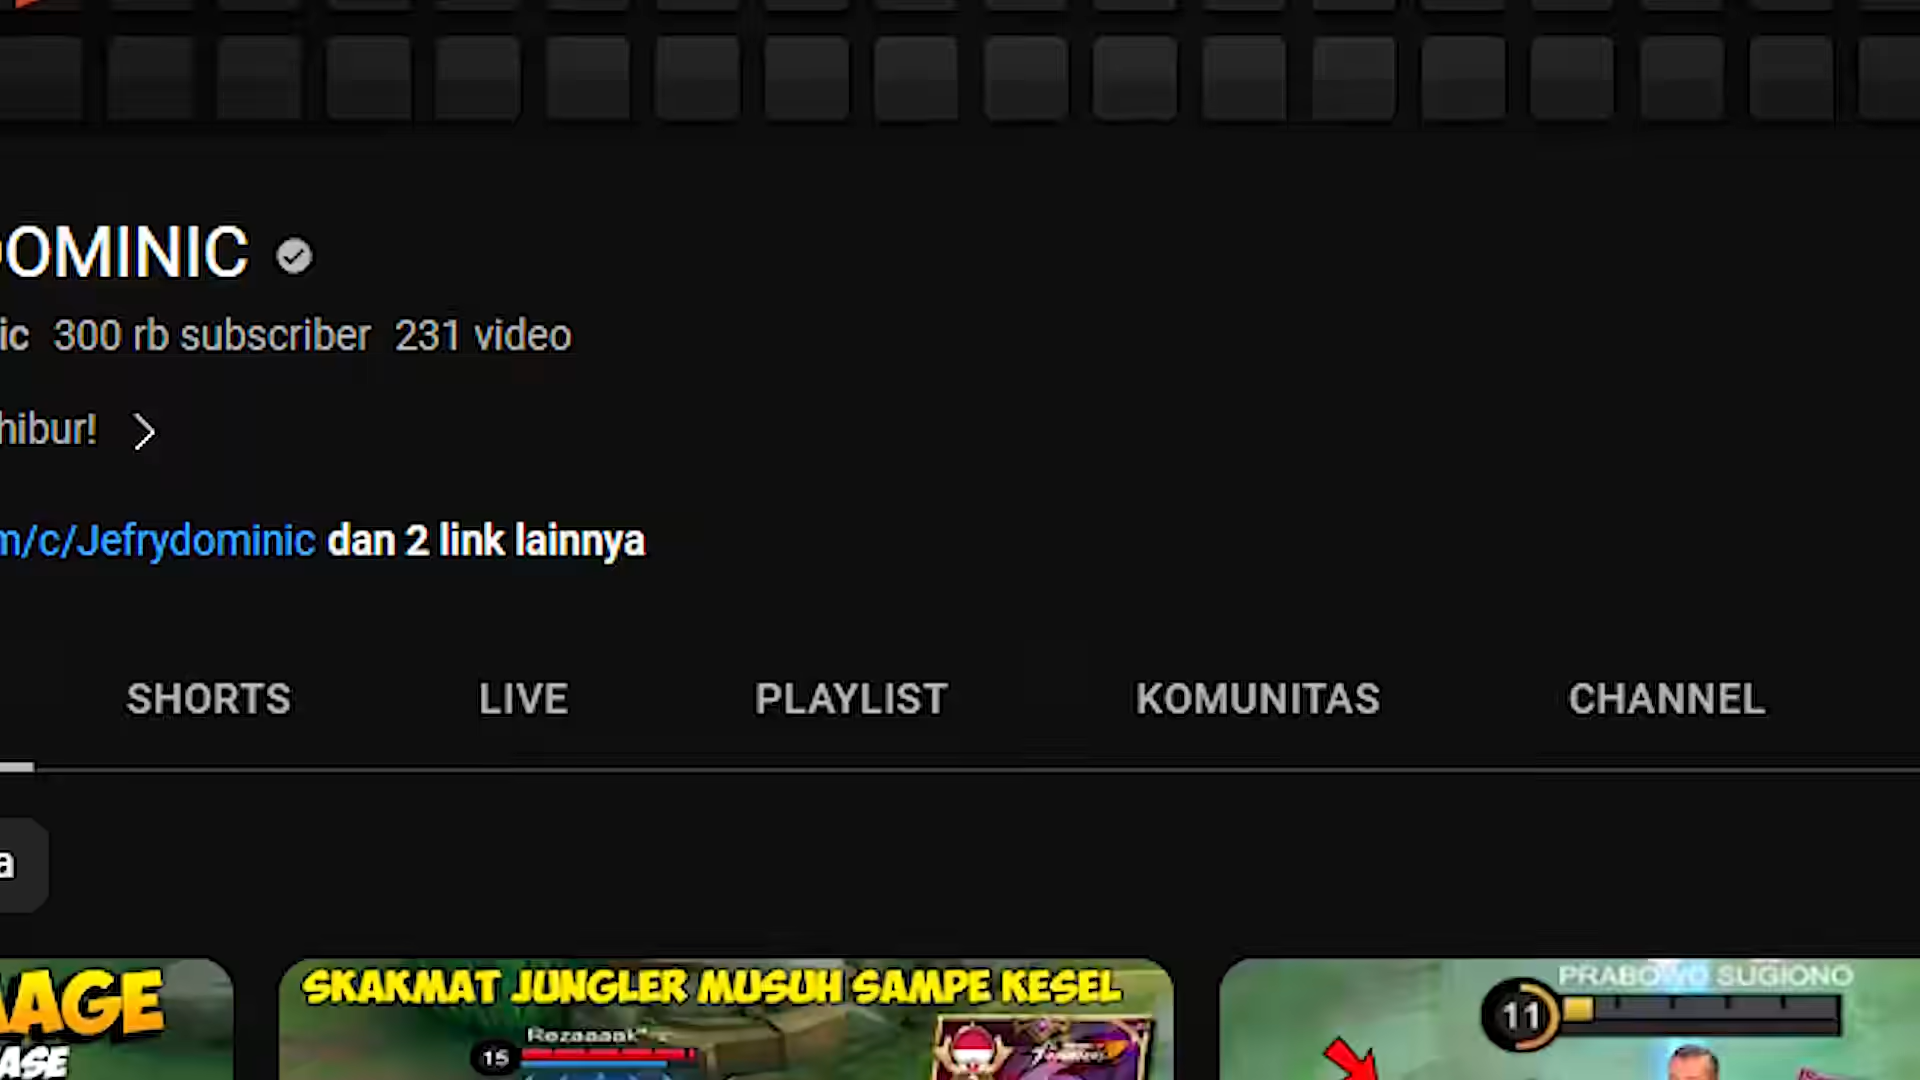 OMINIC
ic 300 rb subscriber 231 video
hibur!
m/c/Jefrydominic dan 2 link lainnya
SHORTS LIVE PLAYLIST KOMUNITAS CHANNEL
a
AGE
ASE
SKAKMAT JUNGLER MUSUH SAMPE KESEL
15
PRABOWO SUGIONO
11